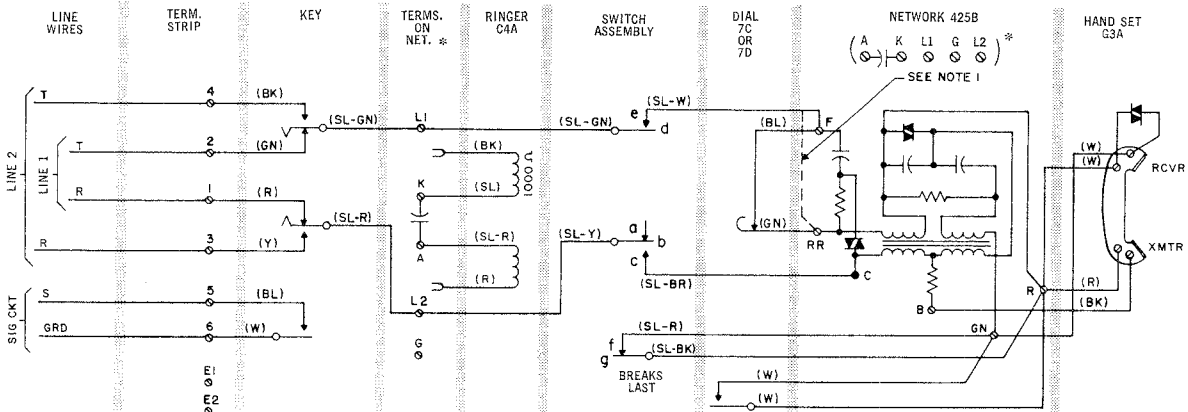 LINE
WIRES
TERM.
STRIP
KEY
TERMS.
ON
NET. *
RINGER
C4A
SWITCH
ASSEMBLY
DIAL
7C
OR
7D
NETWORK 425B
( A K L1 G L2 ) *
HAND SET
G3A
SEE NOTE 1
LINE 2
T 4 (BK)
(SL-GN) L1 (SL-GN)
(SL-W) e
d
(BL) F
LINE 1
T 2 (GN)
(BK)
1000 Ω
(SL)
K
R 1 (R)
(SL-R)
(SL-R)
A
(R)
R 3 (Y)
(SL-Y) a
b
c
(SL-BR)
(GN)
RR
C
(W)
(W)
RCVR
XMTR
R (R)
B (BK)
SIG CKT
S 5 (BL)
GRD 6 (W)
L2
G
E1
E2
(SL-R)
f
g (SL-BK)
GN
BREAKS
LAST
(W)
(W)